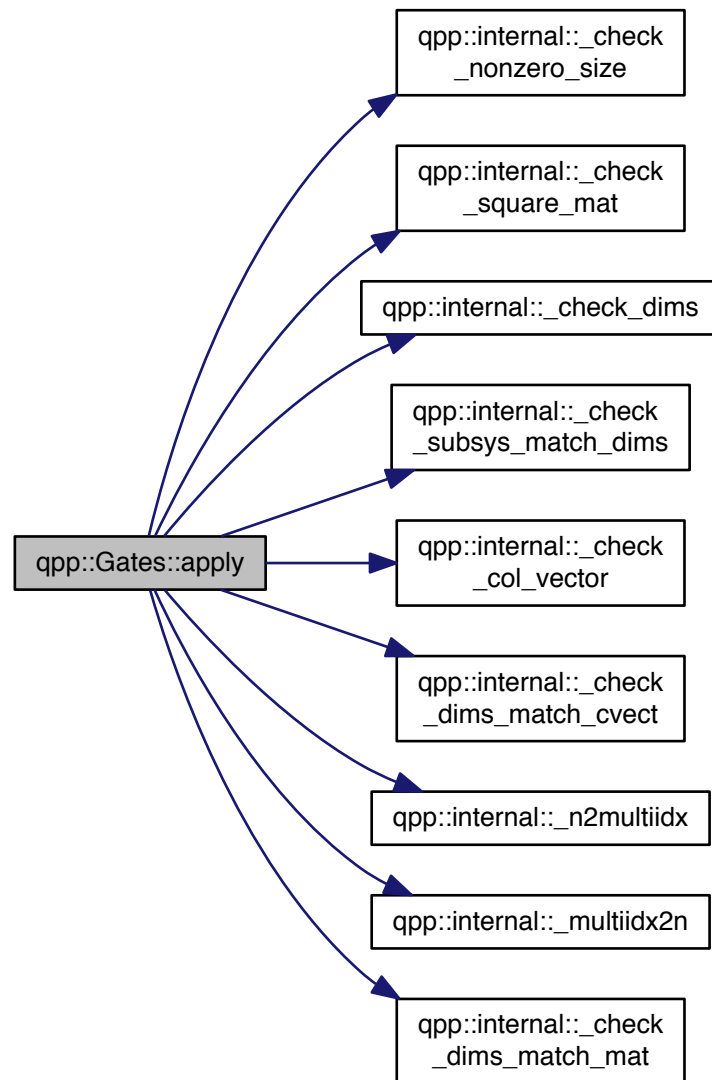 qpp::internal::_check
_nonzero_size
qpp::internal::_check
_square_mat
qpp::internal::_check_dims
qpp::internal::_check
_subsys_match_dims
qpp::Gates::apply
qpp::internal::_check
_col_vector
qpp::internal::_check
_dims_match_cvect
qpp::internal::_n2multiidx
qpp::internal::_multiidx2n
qpp::internal::_check
_dims_match_mat